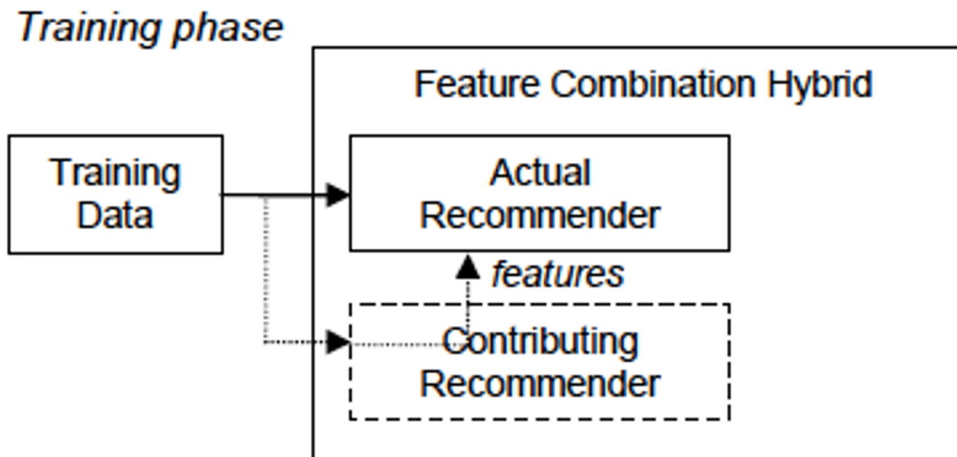 Training phase
Feature Combination Hybrid
Training
Data
Actual
Recommender
features
Contributing
Recommender